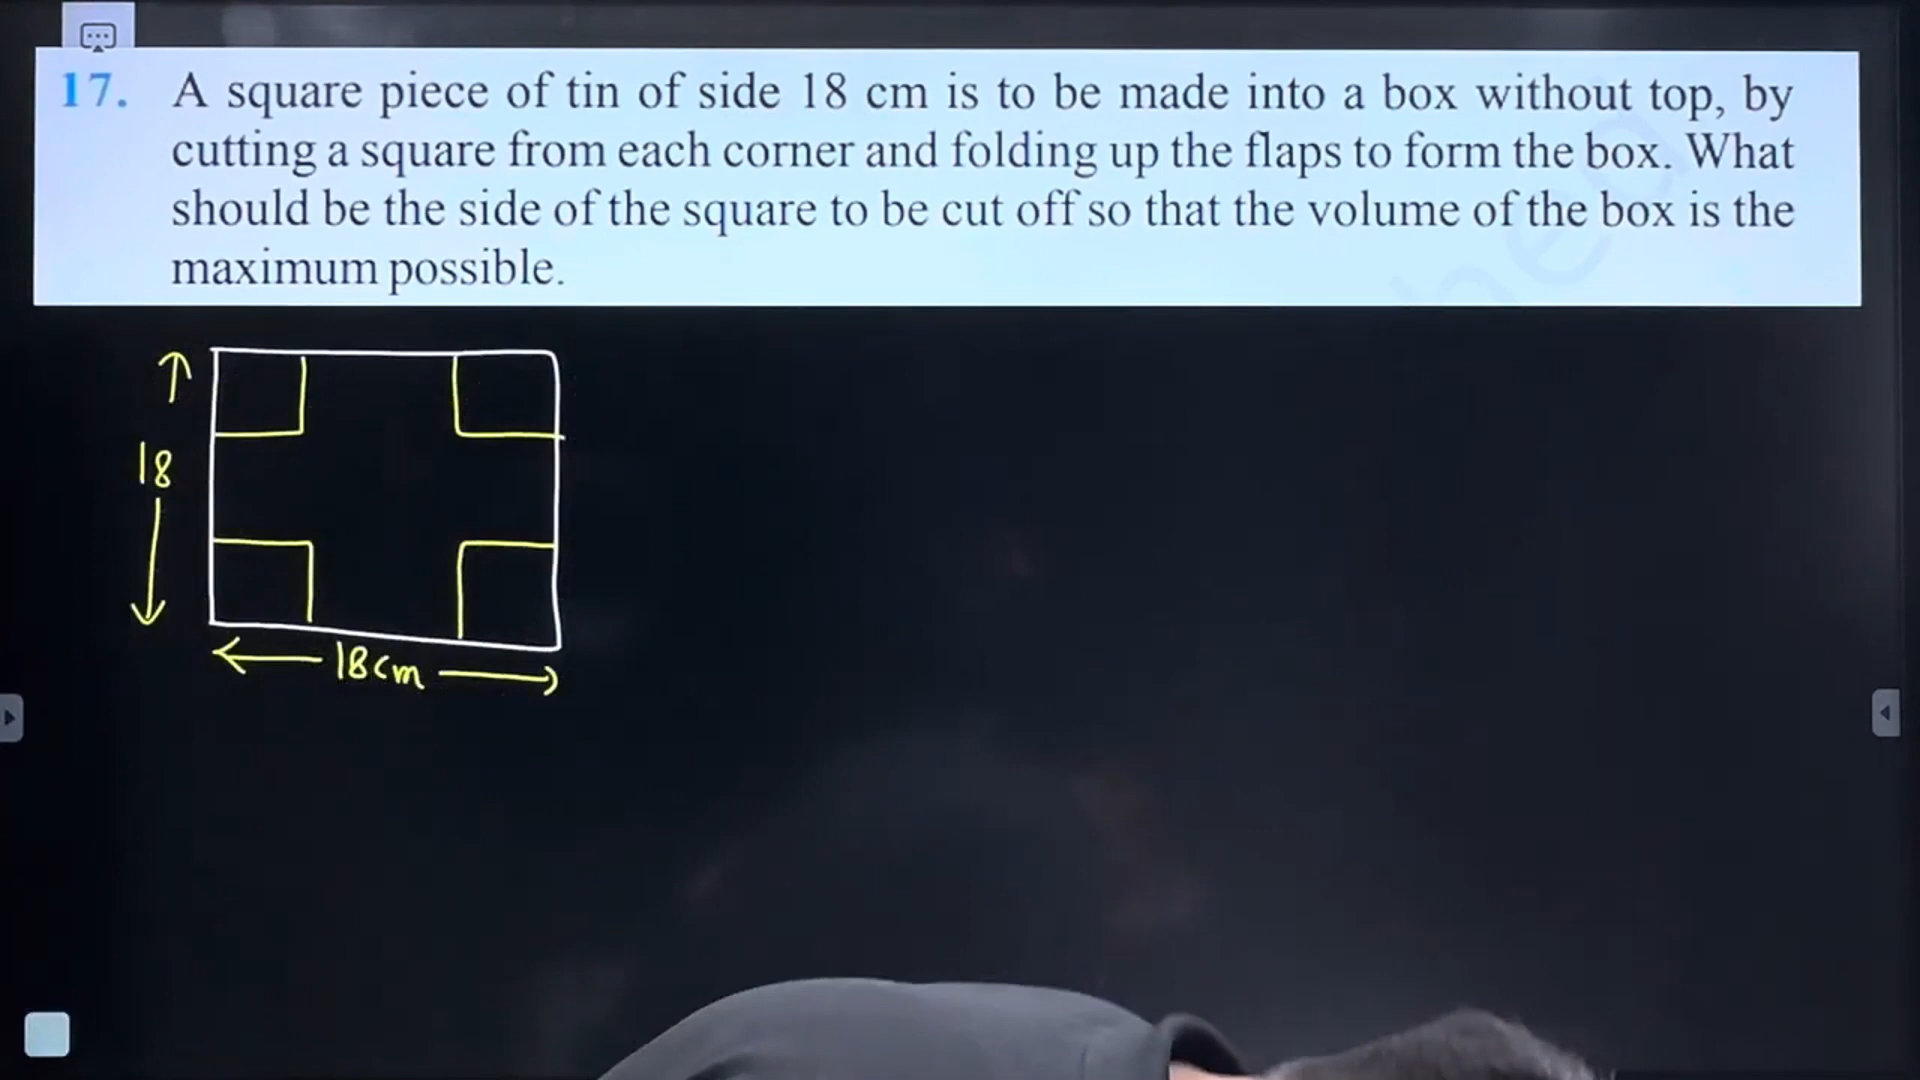 17. A square piece of tin of side 18 cm is to be made into a box without top, by
cutting a square from each corner and folding up the flaps to form the box. What
should be the side of the square to be cut off so that the volume of the box is the
maximum possible.
18
18cm